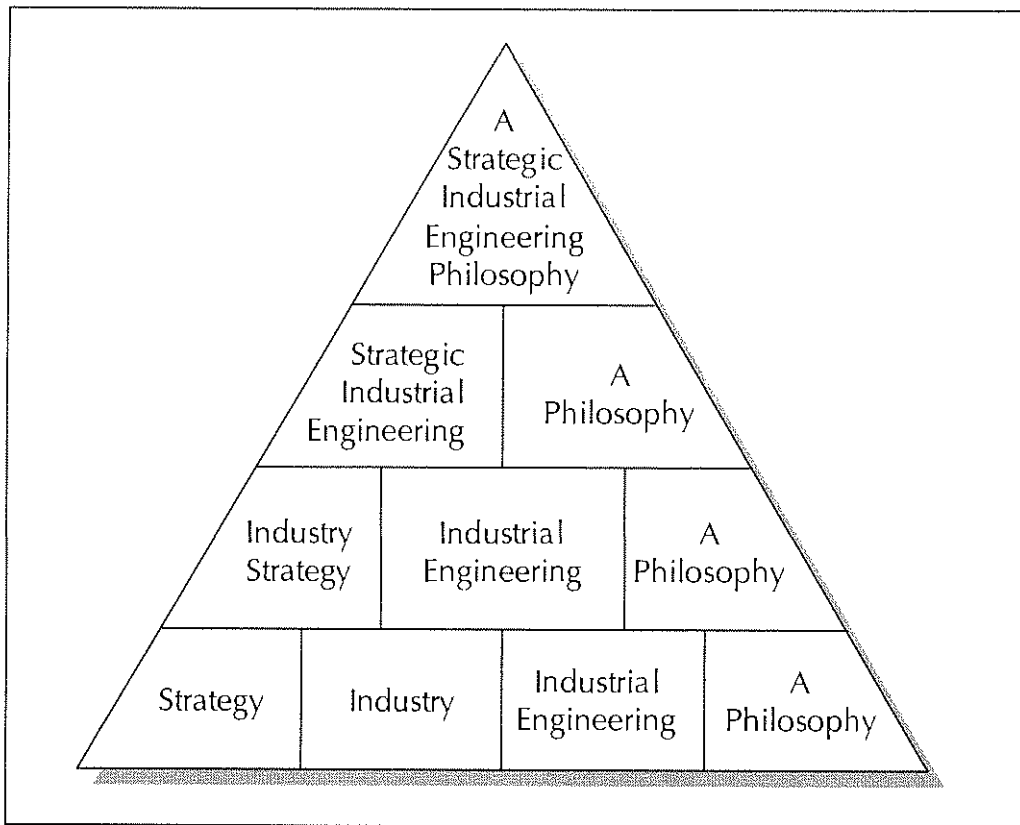 A
Strategic
Industrial
Engineering
Philosophy
Strategic
Industrial
Engineering
A
Philosophy
Industry
Strategy
Industrial
Engineering
A
Philosophy
Strategy
Industry
Industrial
Engineering
A
Philosophy